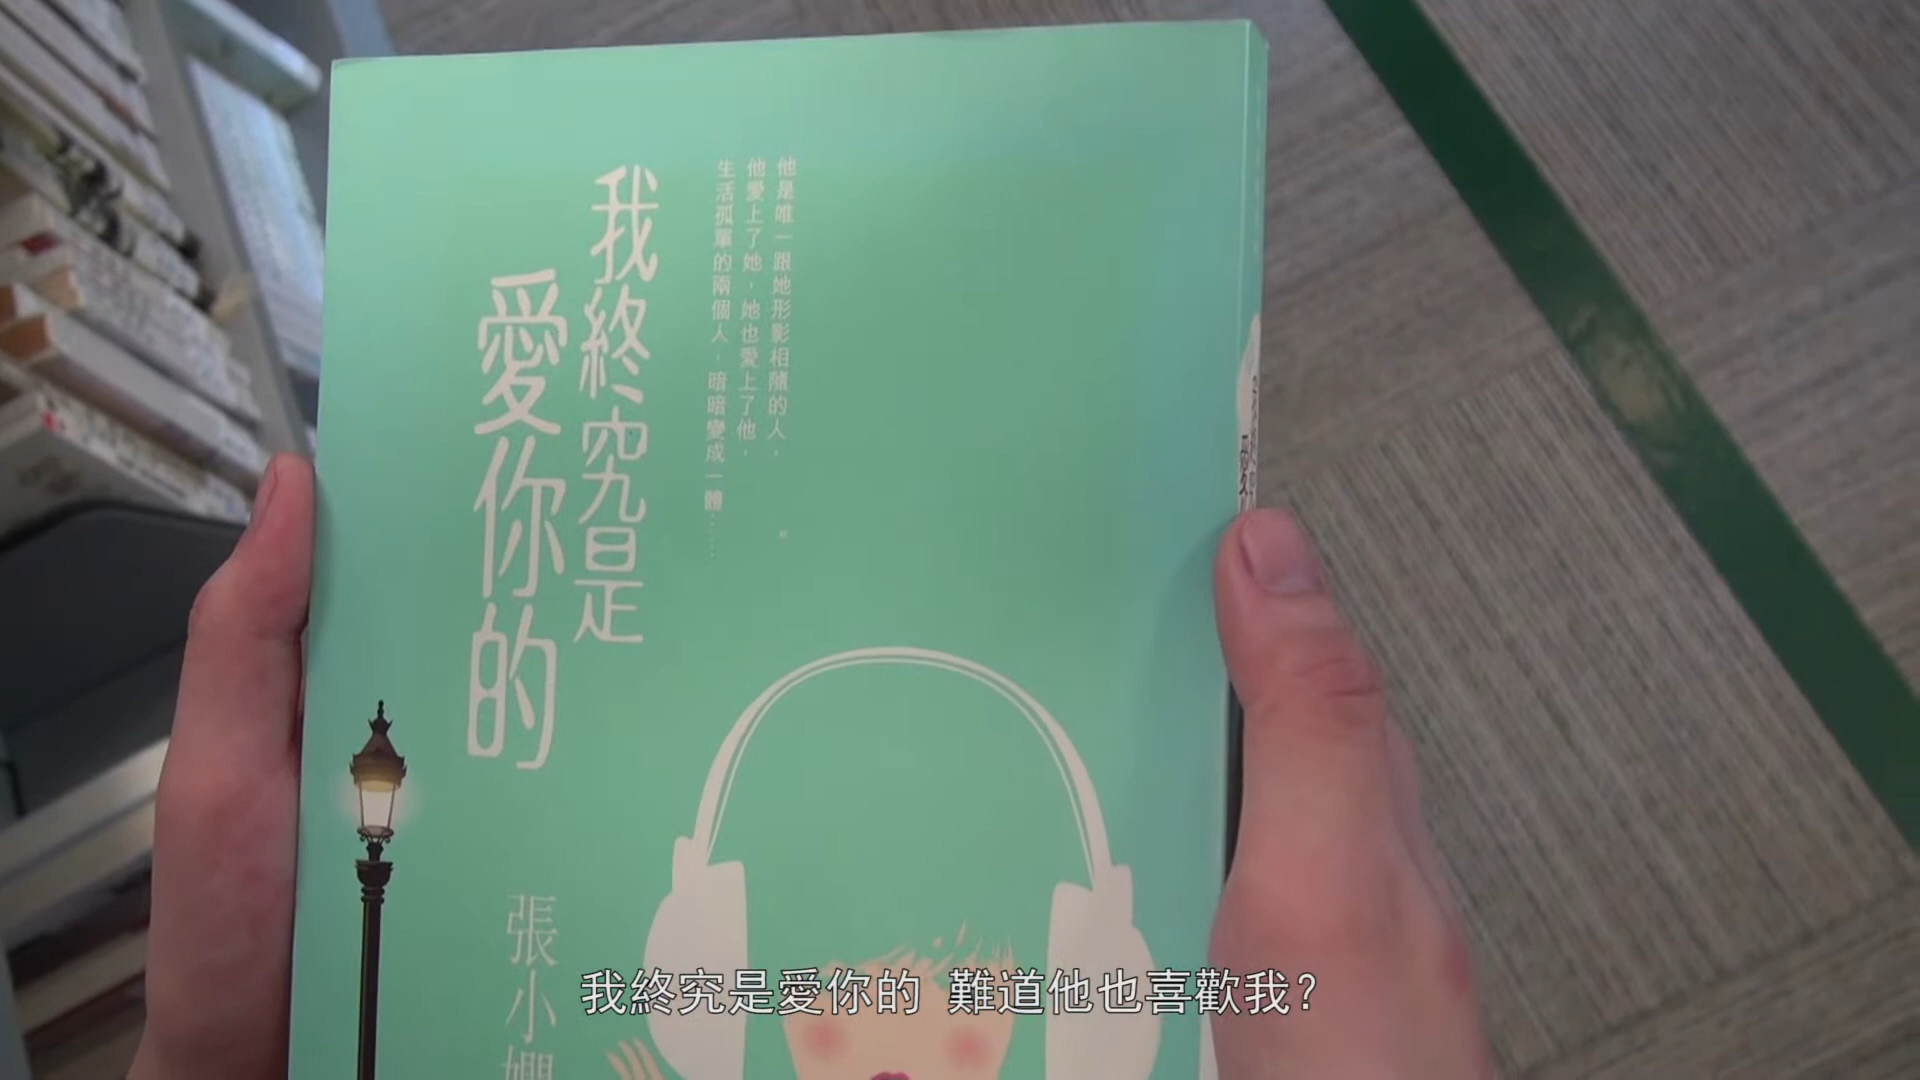 他是唯一跟她形影相隨的人，
他愛上了她，她也愛上了他，
生活孤單的兩個人，暗暗變成一體……
我終究是
愛你的
張小嫻
我終究是愛你的 難道他也喜歡我？